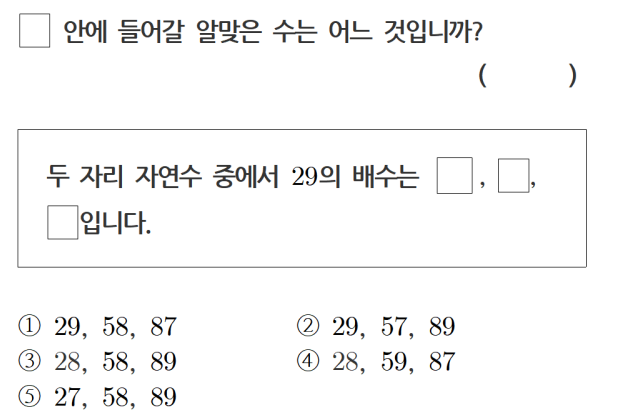 □ 안에 들어갈 알맞은 수는 어느 것입니까?
( )
두 자리 자연수 중에서 29의 배수는 □, □,
□입니다.
① 29, 58, 87 ② 29, 57, 89
③ 28, 58, 89 ④ 28, 59, 87
⑤ 27, 58, 89